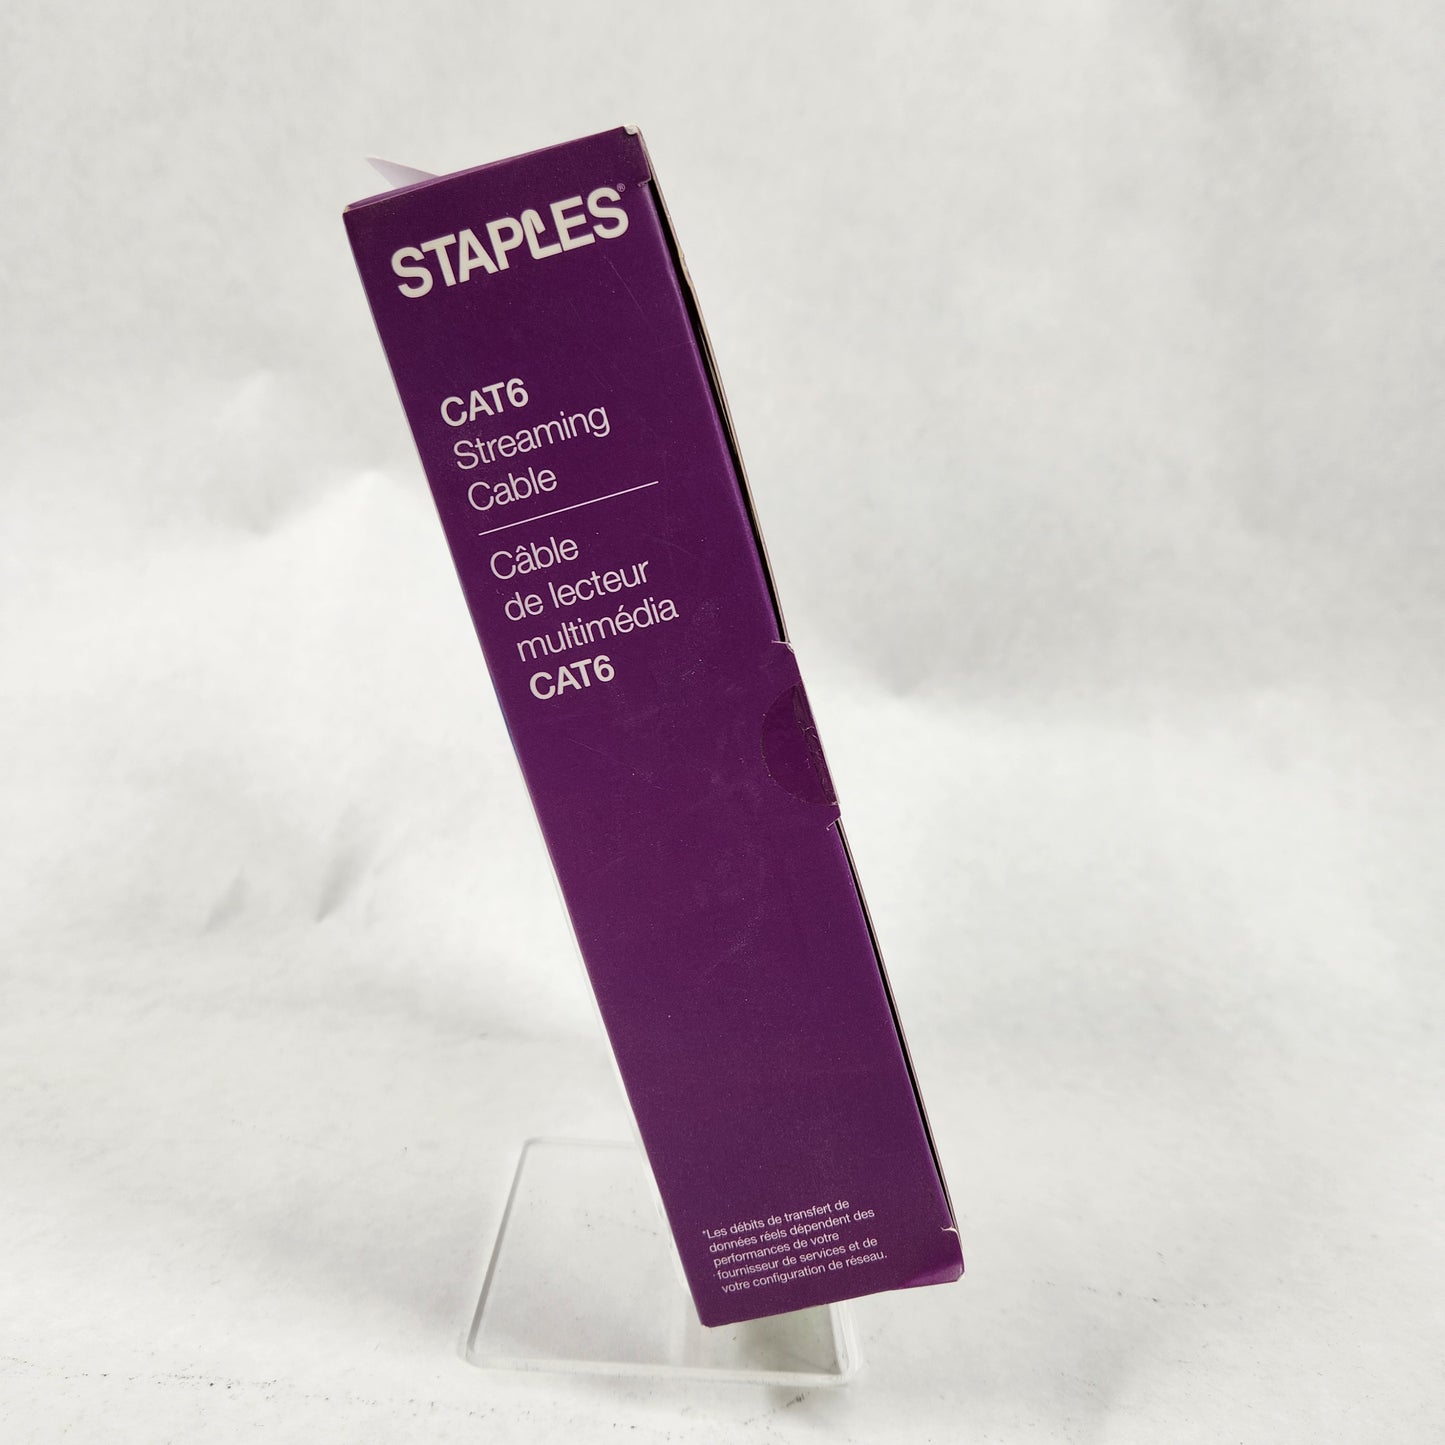 STAPLES®
CAT6
Streaming
Cable
Câble
de lecteur
multimédia
CAT6
*Les débits de transfert de
données réels dépendent des
performances de votre
fournisseur de services et de
votre configuration de réseau.